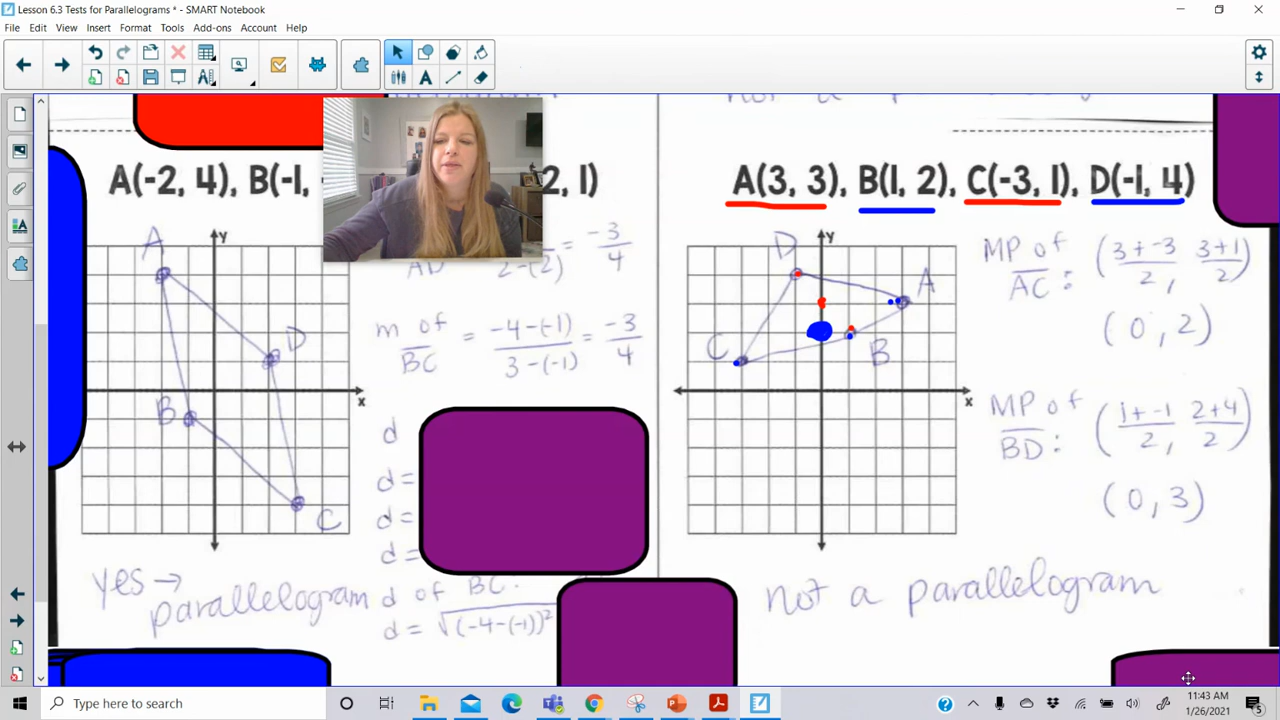 Lesson 6.3 Tests for Parallelograms * - SMART Notebook
File Edit View Insert Format Tools Add-ons Account Help
A(-2, 4), B(-1, 2, 1)
A
D
B
C
Y
x
AD 2-(2) = -3/4
m of BC = -4-(-1)/3-(-1) = -3/4
d
d=
d=
d=
d of BC:
d = √(-4-(-1))²
yes → parallelogram
A(3, 3), B(1, 2), C(-3, 1), D(-1, 4)
D
A
C
B
Y
x
MP of AC: (3+-3/2, 3+1/2)
(0, 2)
MP of BD: (1+-1/2, 2+4/2)
(0, 3)
not a parallelogram
Type here to search
11:43 AM
1/26/2021
5